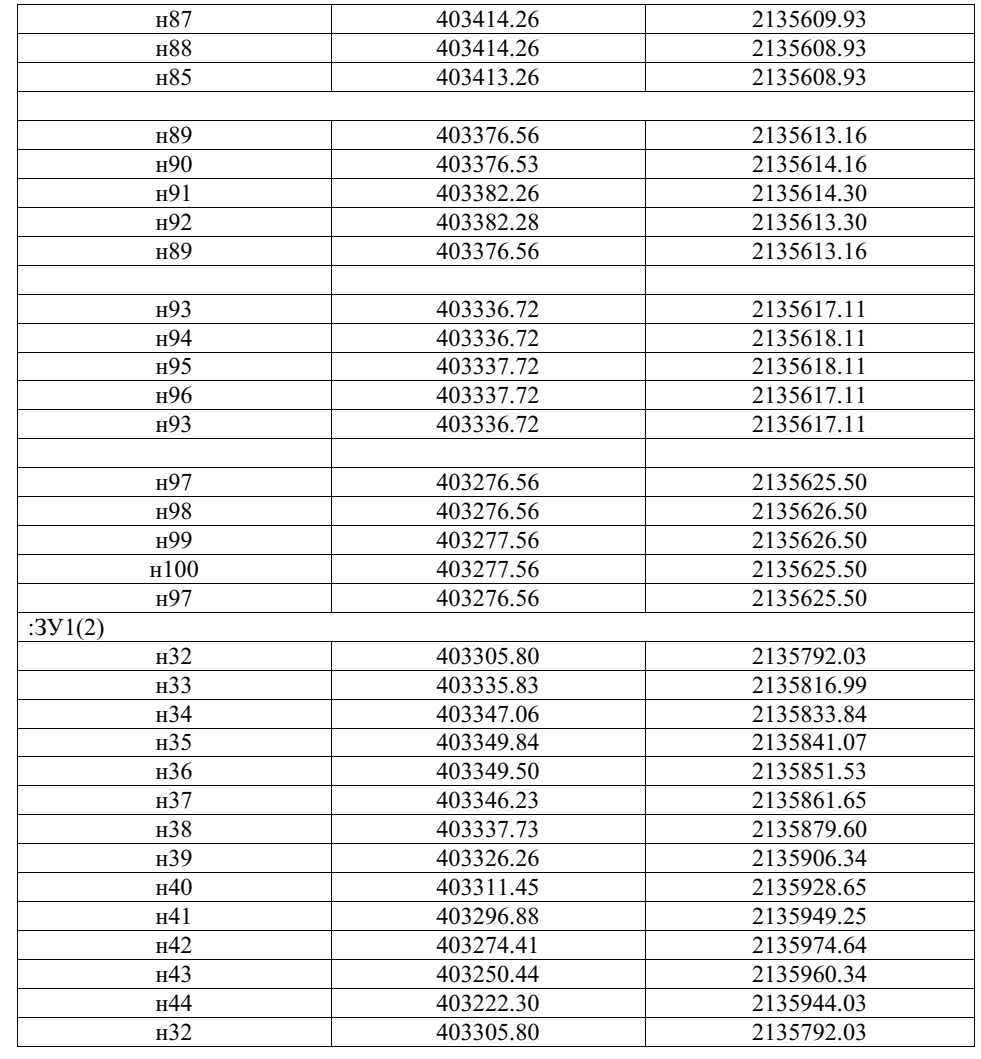 н87 403414.26 2135609.93
н88 403414.26 2135608.93
н85 403413.26 2135608.93
н89 403376.56 2135613.16
н90 403376.53 2135614.16
н91 403382.26 2135614.30
н92 403382.28 2135613.30
н89 403376.56 2135613.16
н93 403336.72 2135617.11
н94 403336.72 2135618.11
н95 403337.72 2135618.11
н96 403337.72 2135617.11
н93 403336.72 2135617.11
н97 403276.56 2135625.50
н98 403276.56 2135626.50
н99 403277.56 2135626.50
н100 403277.56 2135625.50
н97 403276.56 2135625.50
:ЗУ1(2)
н32 403305.80 2135792.03
н33 403335.83 2135816.99
н34 403347.06 2135833.84
н35 403349.84 2135841.07
н36 403349.50 2135851.53
н37 403346.23 2135861.65
н38 403337.73 2135879.60
н39 403326.26 2135906.34
н40 403311.45 2135928.65
н41 403296.88 2135949.25
н42 403274.41 2135974.64
н43 403250.44 2135960.34
н44 403222.30 2135944.03
н32 403305.80 2135792.03